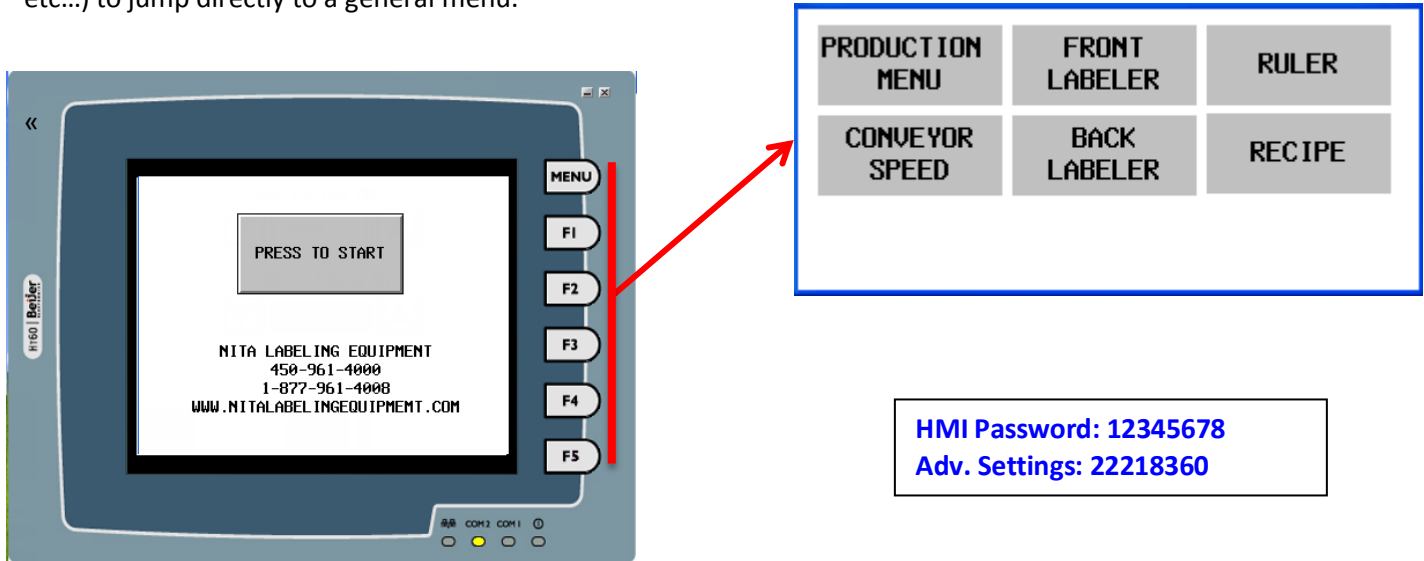 etc…) to jump directly to a general menu.
«
MENU
F1
F2
F3
F4
F5
PRESS TO START
NITA LABELING EQUIPMENT
450-961-4000
1-877-961-4008
WWW.NITALABELINGEQUIPMEMT.COM
HT60 | Beijer
COM2 COM1
PRODUCTION MENU
FRONT LABELER
RULER
CONVEYOR SPEED
BACK LABELER
RECIPE
HMI Password: 12345678
Adv. Settings: 22218360